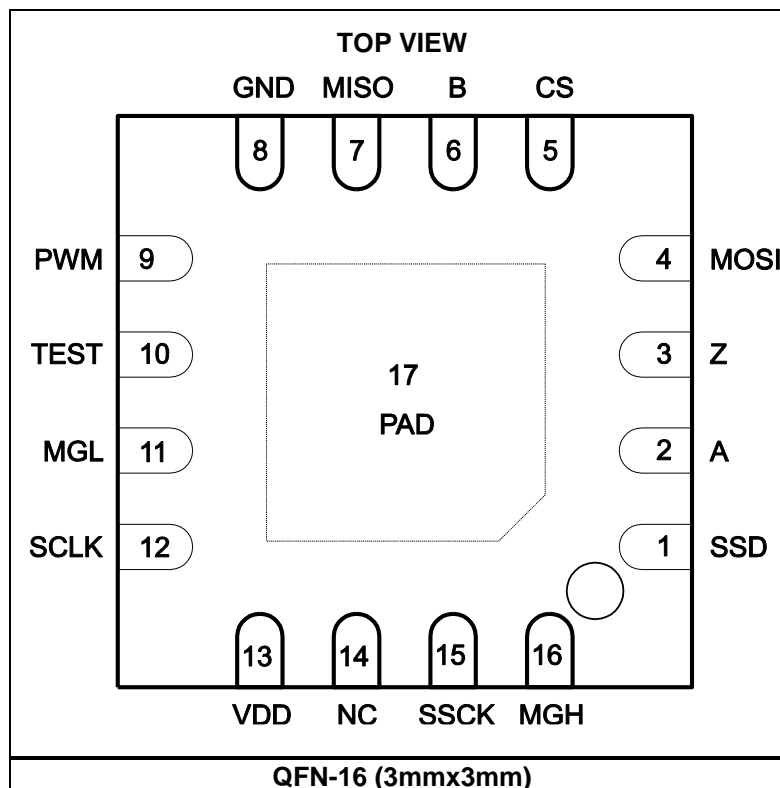 TOP VIEW
GND MISO B CS
8 7 6 5
PWM 9 4 MOSI
TEST 10 3 Z
17
PAD
MGL 11 2 A
SCLK 12 1 SSD
13 14 15 16
VDD NC SSCK MGH
QFN-16 (3mmx3mm)